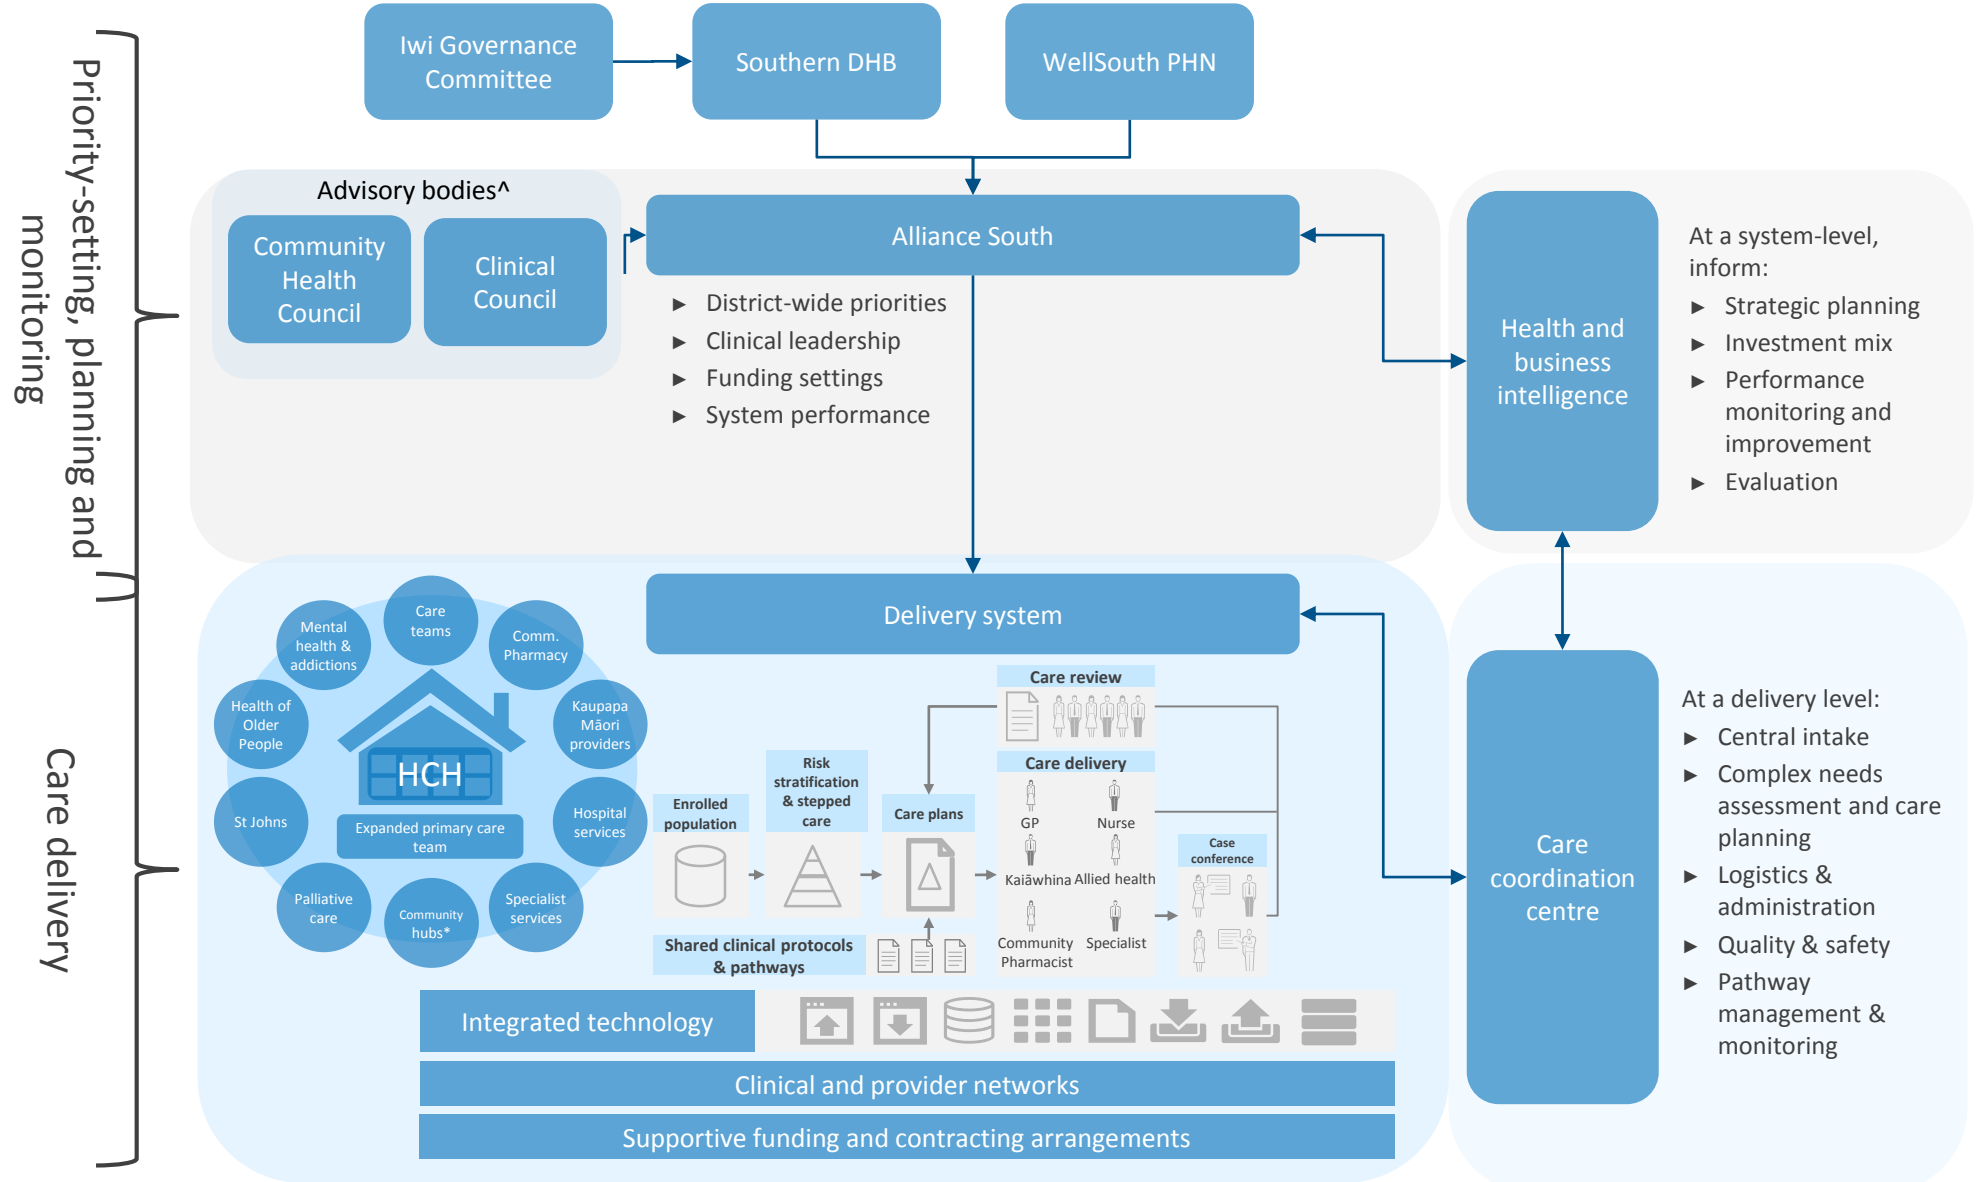 Priority-setting, planning and
monitoring
Iwi Governance
Committee
Southern DHB
WellSouth PHN
Advisory bodies^
Community
Health
Council
Clinical
Council
Alliance South
► District-wide priorities
► Clinical leadership
► Funding settings
► System performance
Health and
business
intelligence
At a system-level,
inform:
► Strategic planning
► Investment mix
► Performance
monitoring and
improvement
► Evaluation
Care delivery
Care
teams
Comm.
Pharmacy
Kaupapa
Māori
providers
Hospital
services
Specialist
services
Community
hubs*
Palliative
care
St Johns
Health of
Older
People
Mental
health &
addictions
HCH
Expanded primary care
team
Delivery system
Enrolled
population
Risk
stratification
& stepped
care
Care plans
Shared clinical protocols
& pathways
Care review
Care delivery
GP
Nurse
Kaiāwhina
Allied health
Community
Pharmacist
Specialist
Case
conference
Integrated technology
Clinical and provider networks
Supportive funding and contracting arrangements
Care
coordination
centre
At a delivery level:
► Central intake
► Complex needs
assessment and care
planning
► Logistics &
administration
► Quality & safety
► Pathway
management &
monitoring